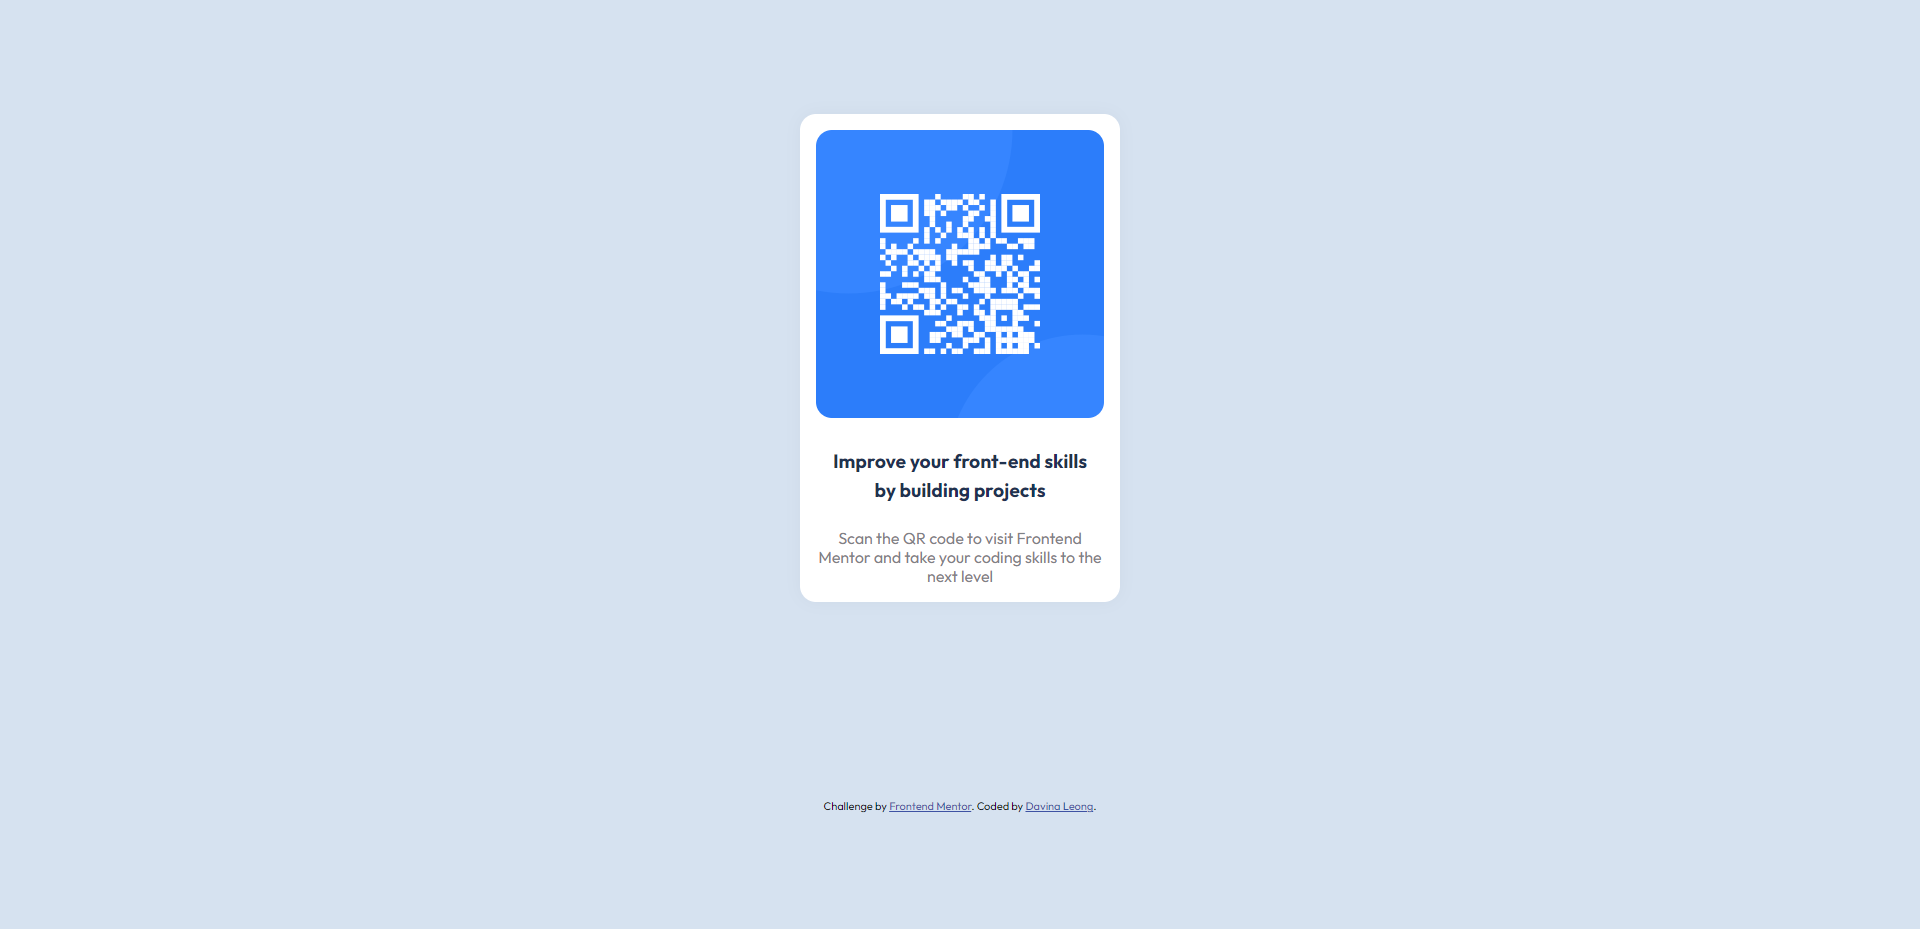 Improve your front-end skills
by building projects
Scan the QR code to visit Frontend
Mentor and take your coding skills to the
next level
Challenge by Frontend Mentor. Coded by Davina Leong.